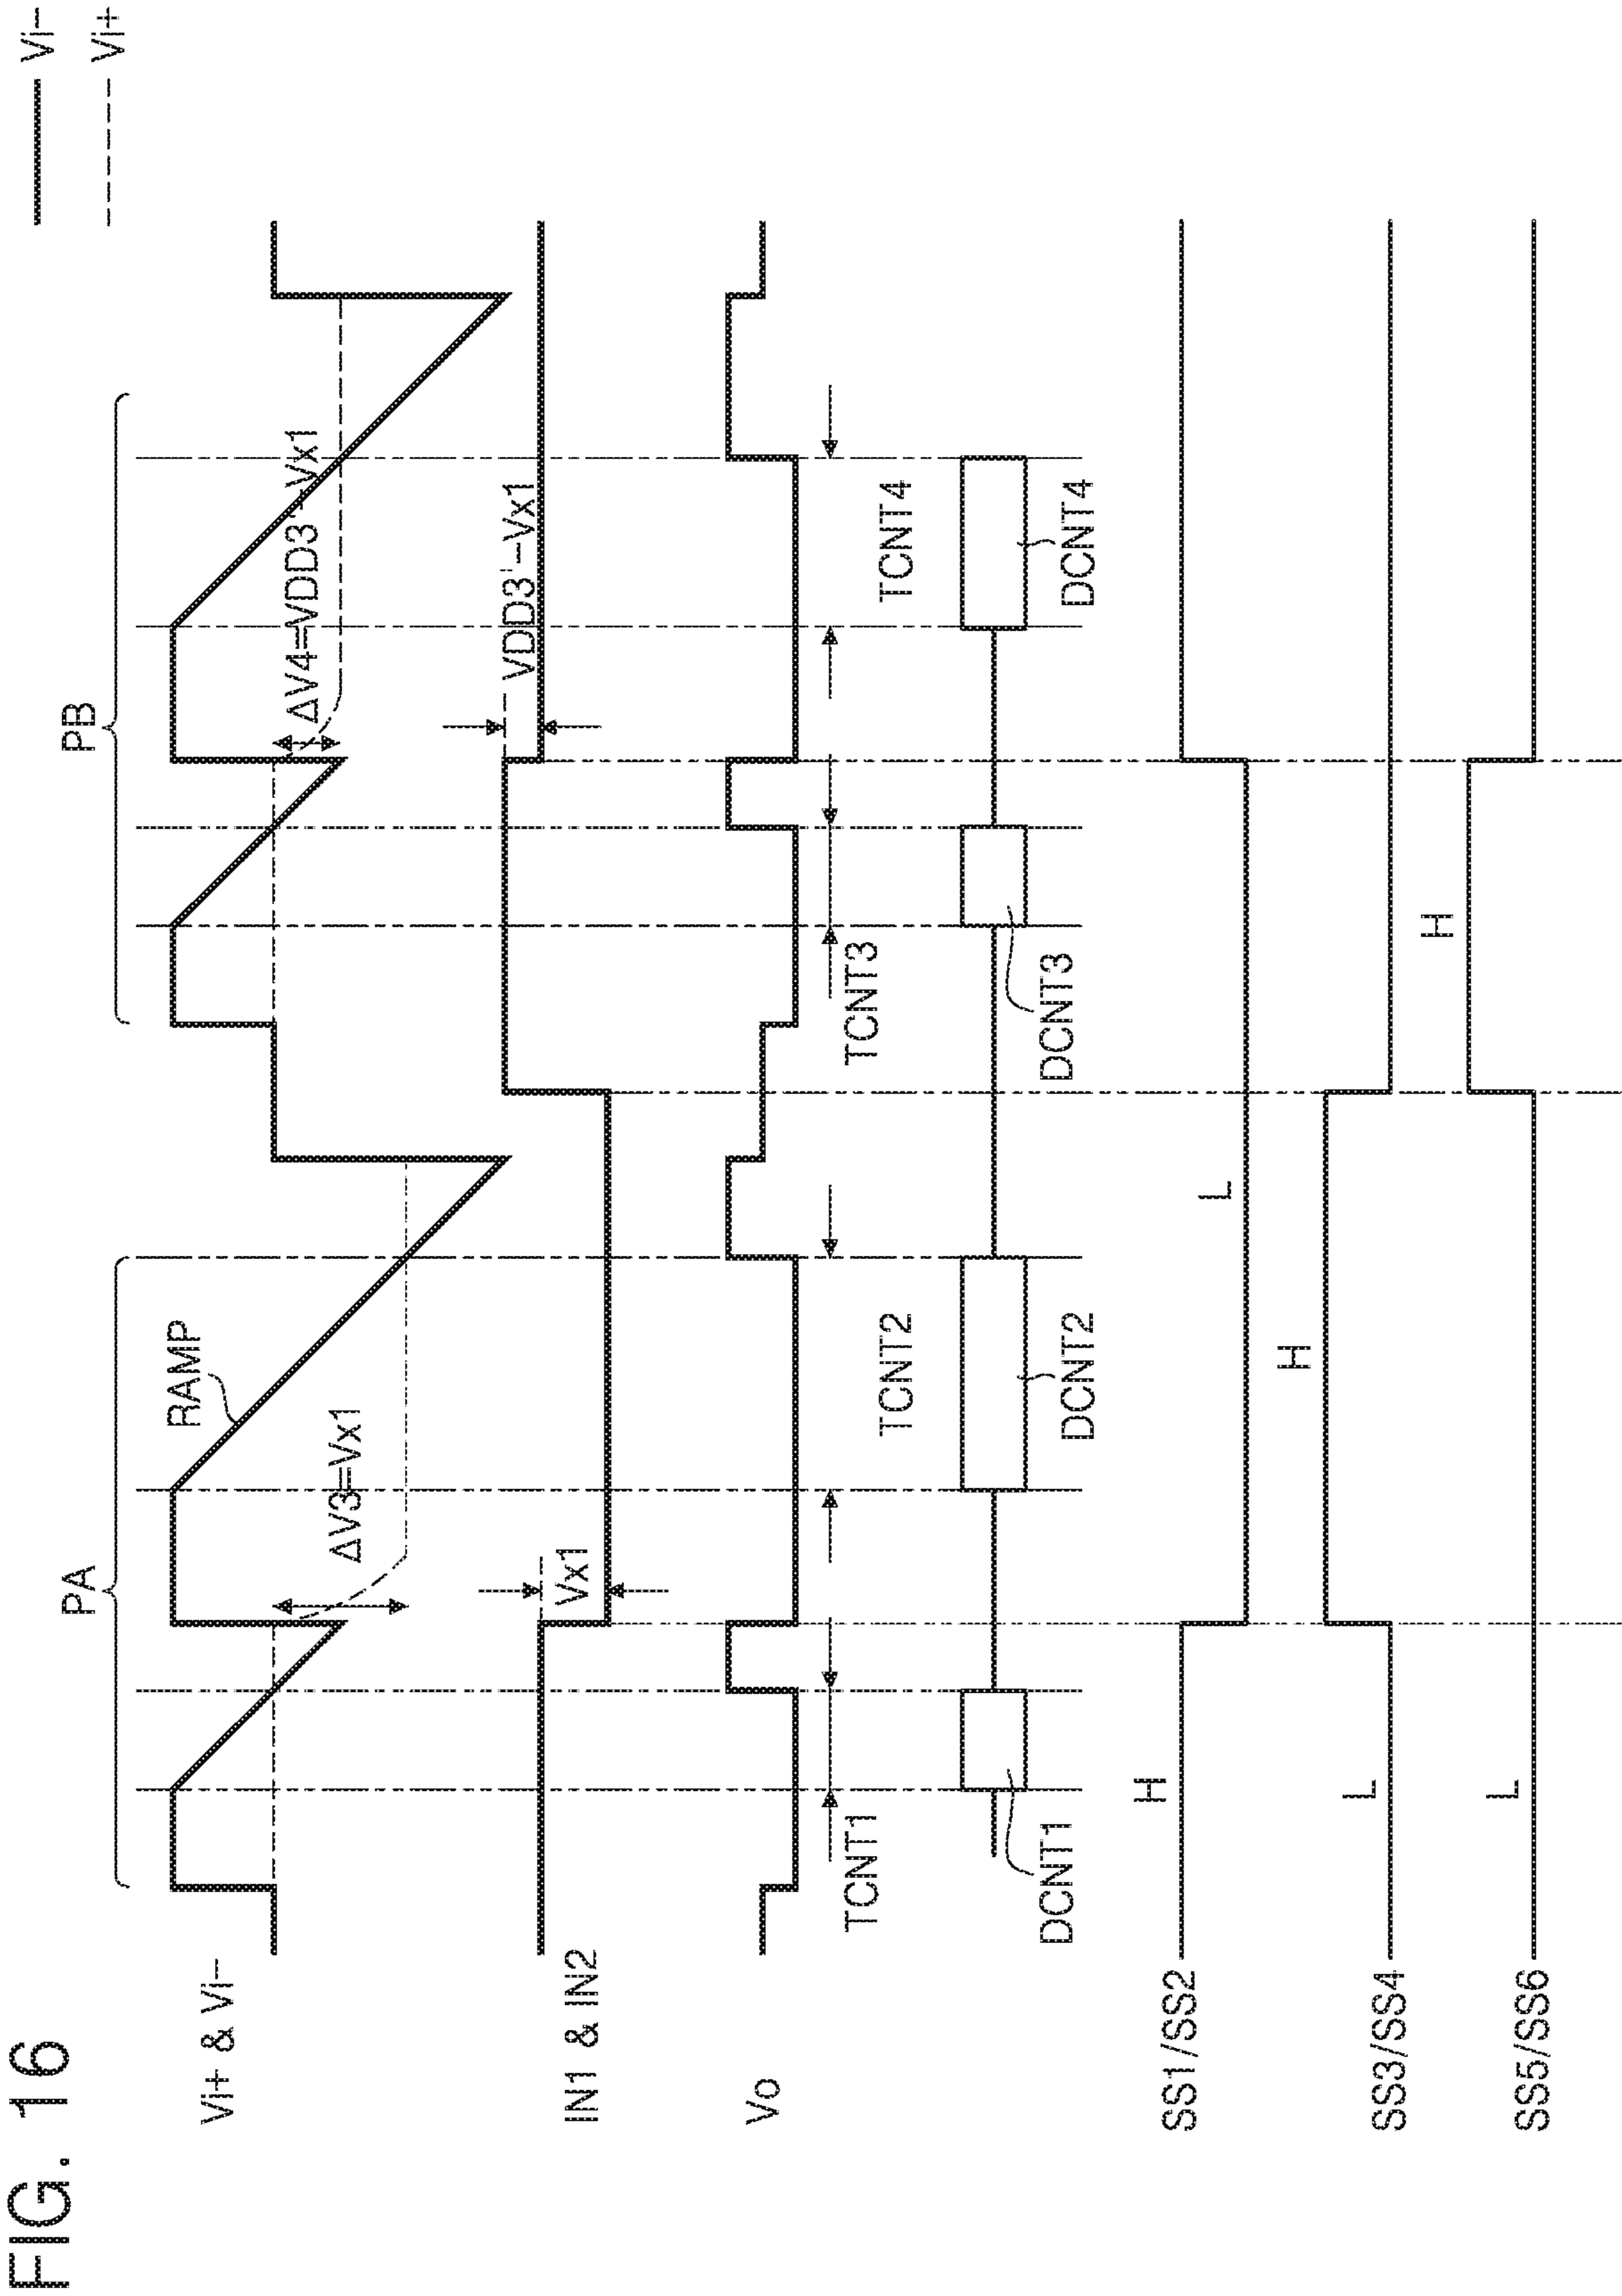 FIG. 16
Vi−
Vi+
PA
PB
Vi+ & Vi−
RAMP
ΔV3=Vx1
ΔV4=VDD3'−Vx1
IN1 & IN2
Vx1
VDD3'−Vx1
Vo
TCNT1
TCNT2
TCNT3
TCNT4
DCNT1
DCNT2
DCNT3
DCNT4
SS1/SS2
H
L
SS3/SS4
L
H
SS5/SS6
L
H